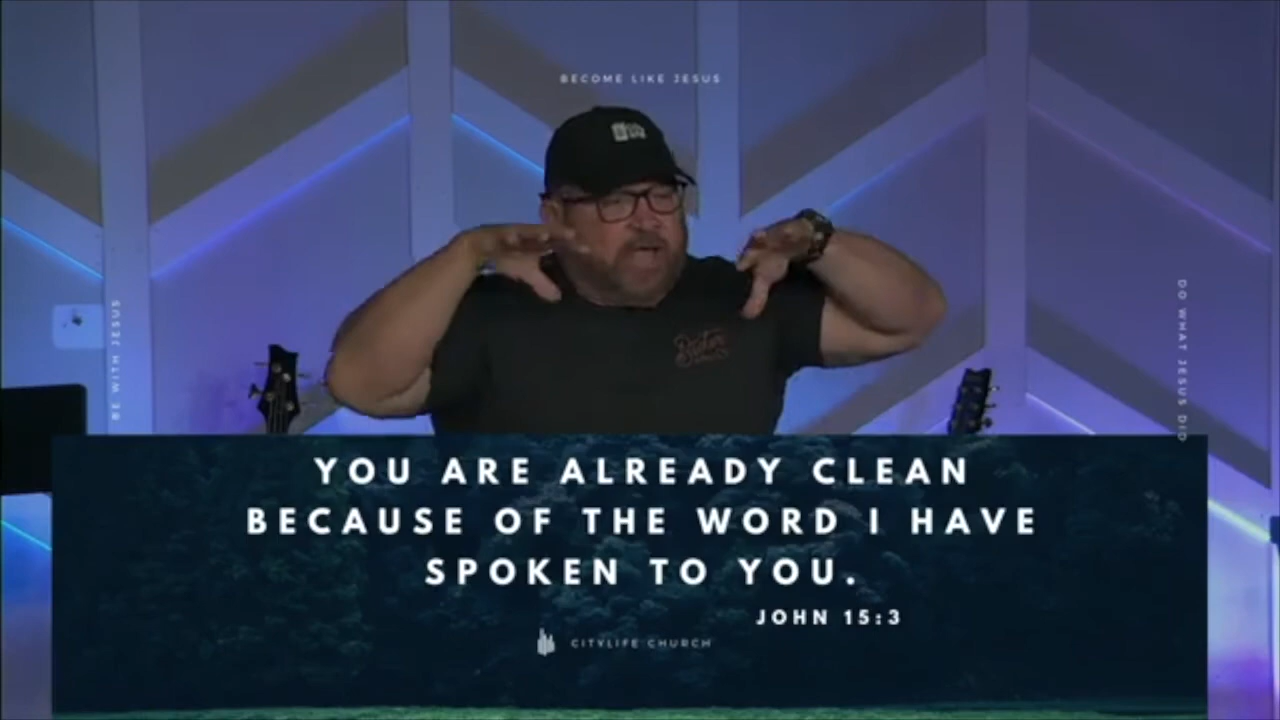 BECOME LIKE JESUS
BE WITH JESUS
DO WHAT JESUS DID
YOU ARE ALREADY CLEAN
BECAUSE OF THE WORD I HAVE
SPOKEN TO YOU.
JOHN 15:3
CITYLIFE CHURCH